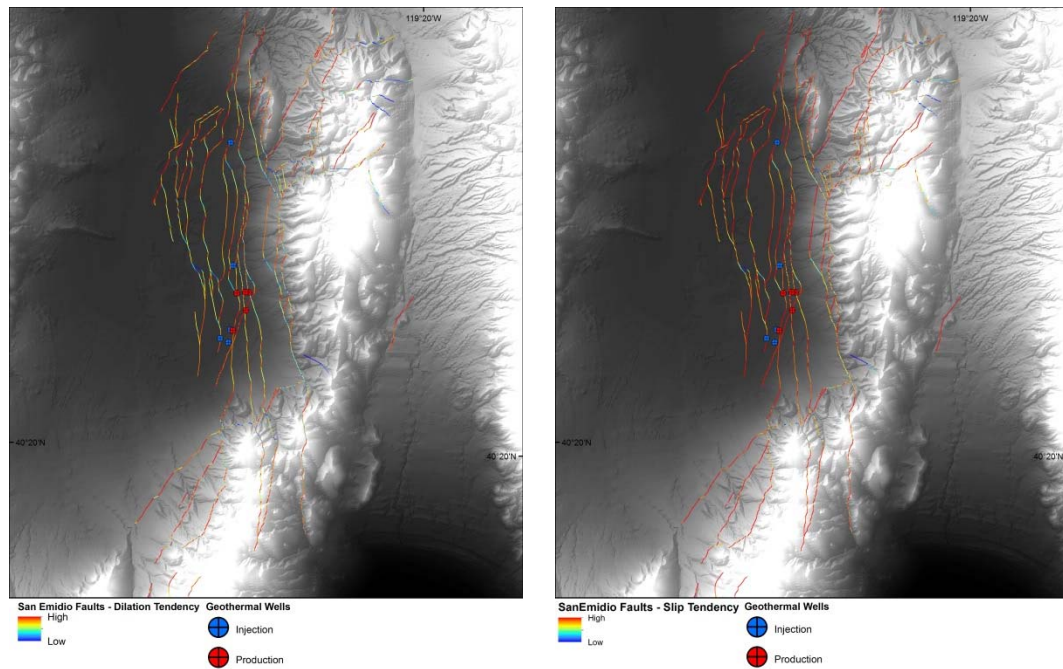 119°20'W
40°20'N
40°20'N
San Emidio Faults - Dilation Tendency Geothermal Wells
High
Low
Injection
Production
119°20'W
40°20'N
40°20'N
SanEmidio Faults - Slip Tendency Geothermal Wells
High
Low
Injection
Production